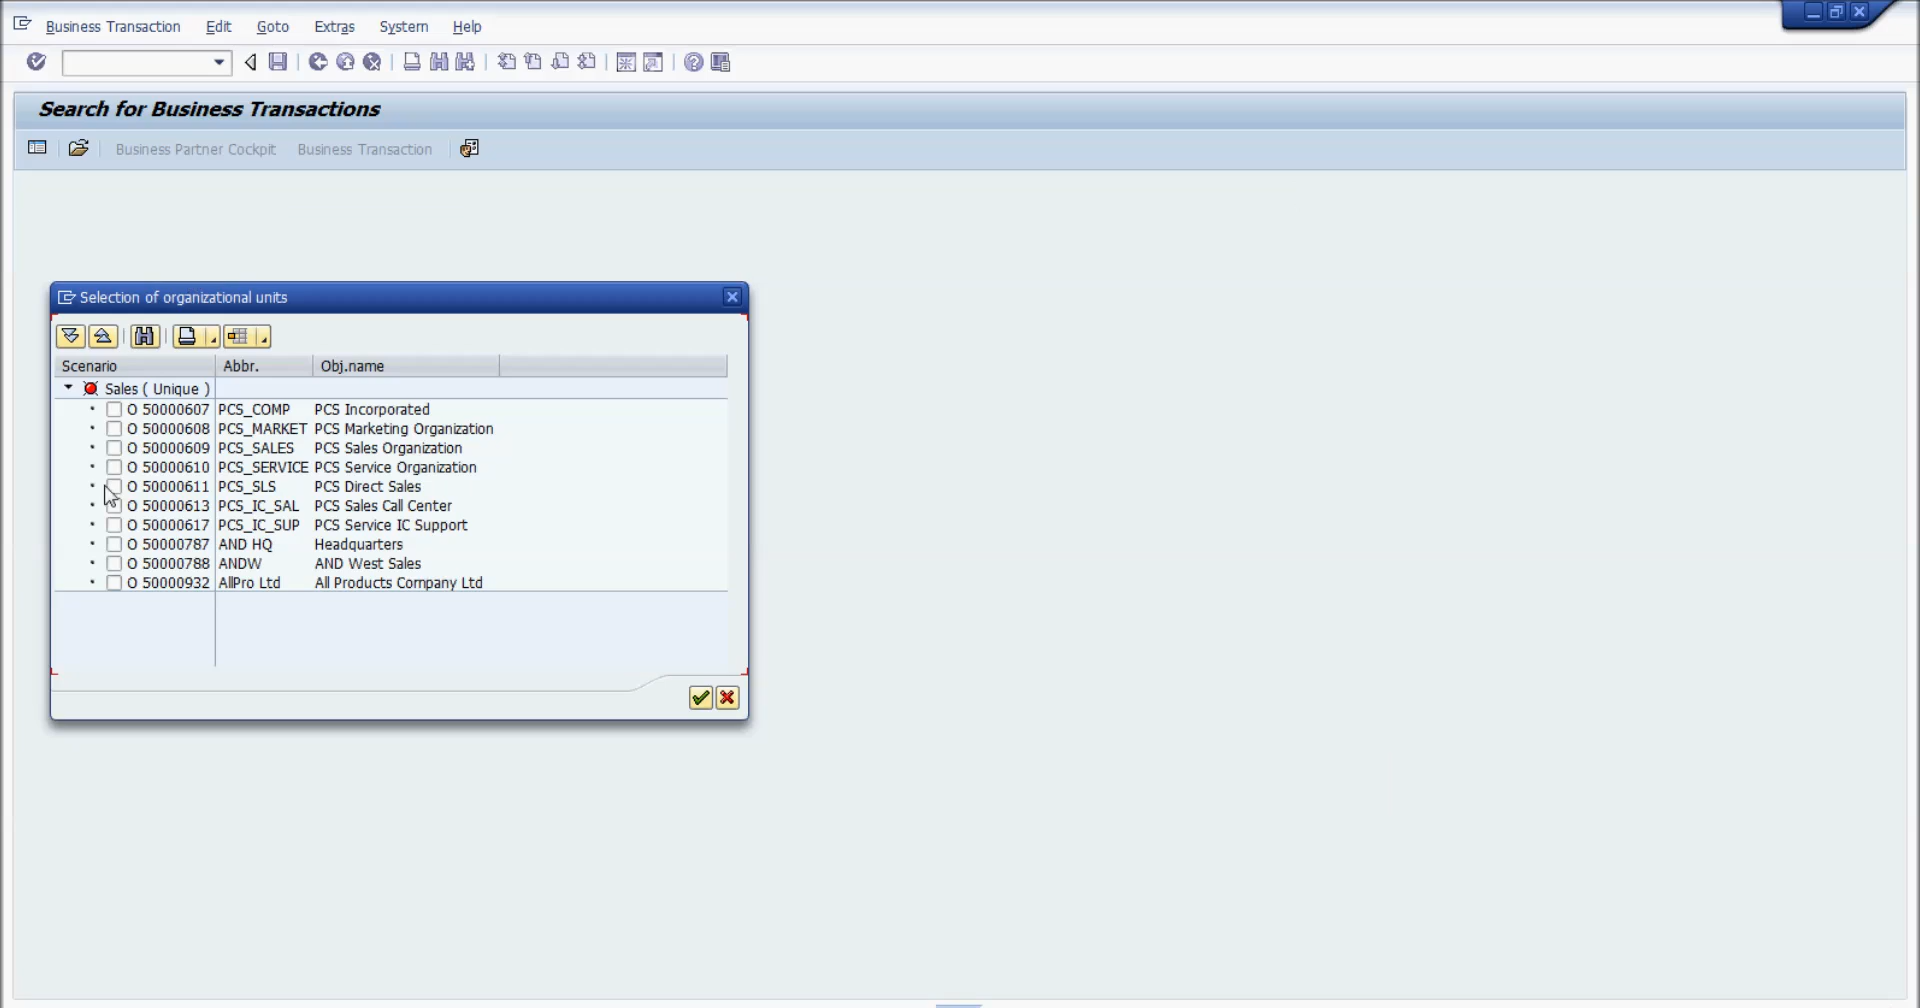 Business Transaction Edit Goto Extras System Help
Search for Business Transactions
Business Partner Cockpit Business Transaction
Selection of organizational units
Scenario Abbr. Obj.name
Sales ( Unique )
O 50000607 PCS_COMP PCS Incorporated
O 50000608 PCS_MARKET PCS Marketing Organization
O 50000609 PCS_SALES PCS Sales Organization
O 50000610 PCS_SERVICE PCS Service Organization
O 50000611 PCS_SLS PCS Direct Sales
O 50000613 PCS_IC_SAL PCS Sales Call Center
O 50000617 PCS_IC_SUP PCS Service IC Support
O 50000787 AND HQ Headquarters
O 50000788 ANDW AND West Sales
O 50000932 AllPro Ltd All Products Company Ltd